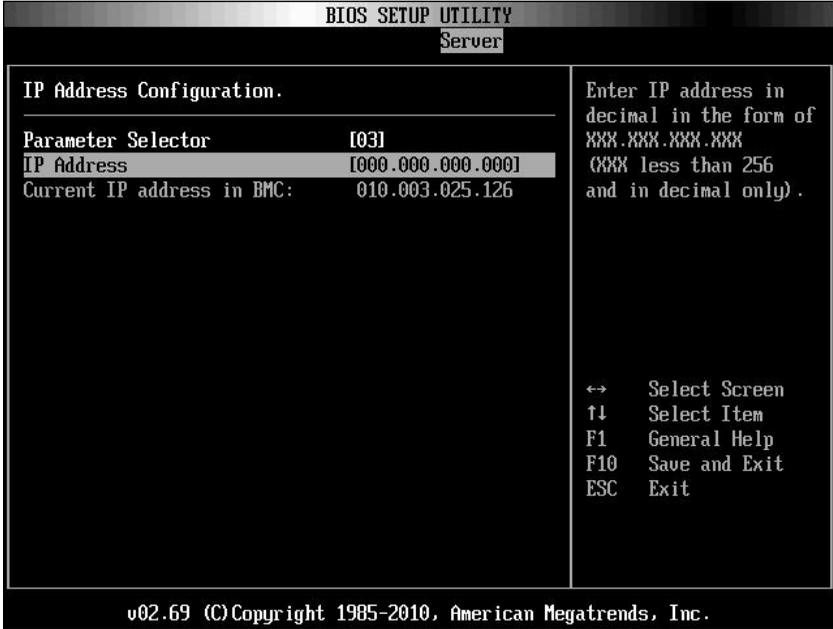 BIOS SETUP UTILITY
Server
IP Address Configuration.
Parameter Selector [03]
IP Address [000.000.000.000]
Current IP address in BMC: 010.003.025.126
Enter IP address in
decimal in the form of
XXX.XXX.XXX.XXX
(XXX less than 256
and in decimal only).
↔ Select Screen
↑↓ Select Item
F1 General Help
F10 Save and Exit
ESC Exit
v02.69 (C)Copyright 1985-2010, American Megatrends, Inc.